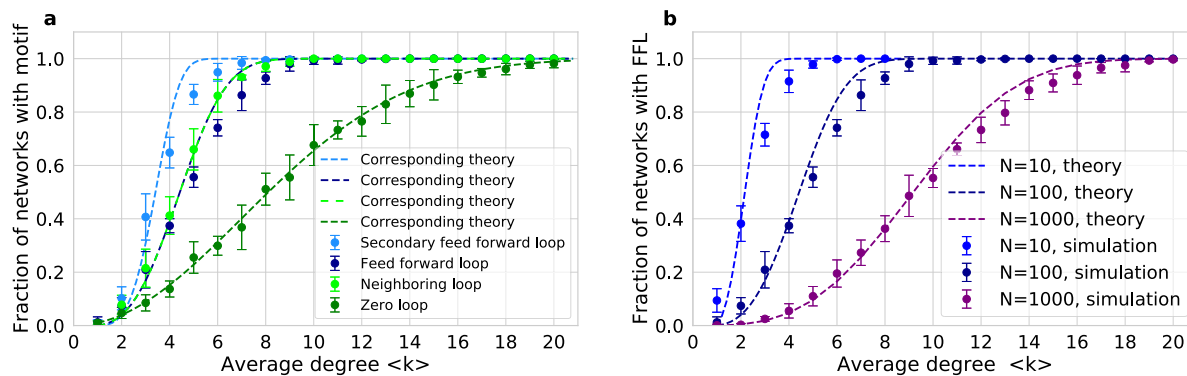 a
Fraction of networks with motif
1.0
0.8
0.6
0.4
0.2
0.0
0 2 4 6 8 10 12 14 16 18 20
Average degree <k>
Corresponding theory
Corresponding theory
Corresponding theory
Corresponding theory
Secondary feed forward loop
Feed forward loop
Neighboring loop
Zero loop
b
Fraction of networks with FFL
1.0
0.8
0.6
0.4
0.2
0.0
0 2 4 6 8 10 12 14 16 18 20
Average degree <k>
N=10, theory
N=100, theory
N=1000, theory
N=10, simulation
N=100, simulation
N=1000, simulation